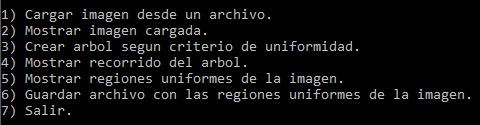 1) Cargar imagen desde un archivo.
2) Mostrar imagen cargada.
3) Crear arbol segun criterio de uniformidad.
4) Mostrar recorrido del arbol.
5) Mostrar regiones uniformes de la imagen.
6) Guardar archivo con las regiones uniformes de la imagen.
7) Salir.